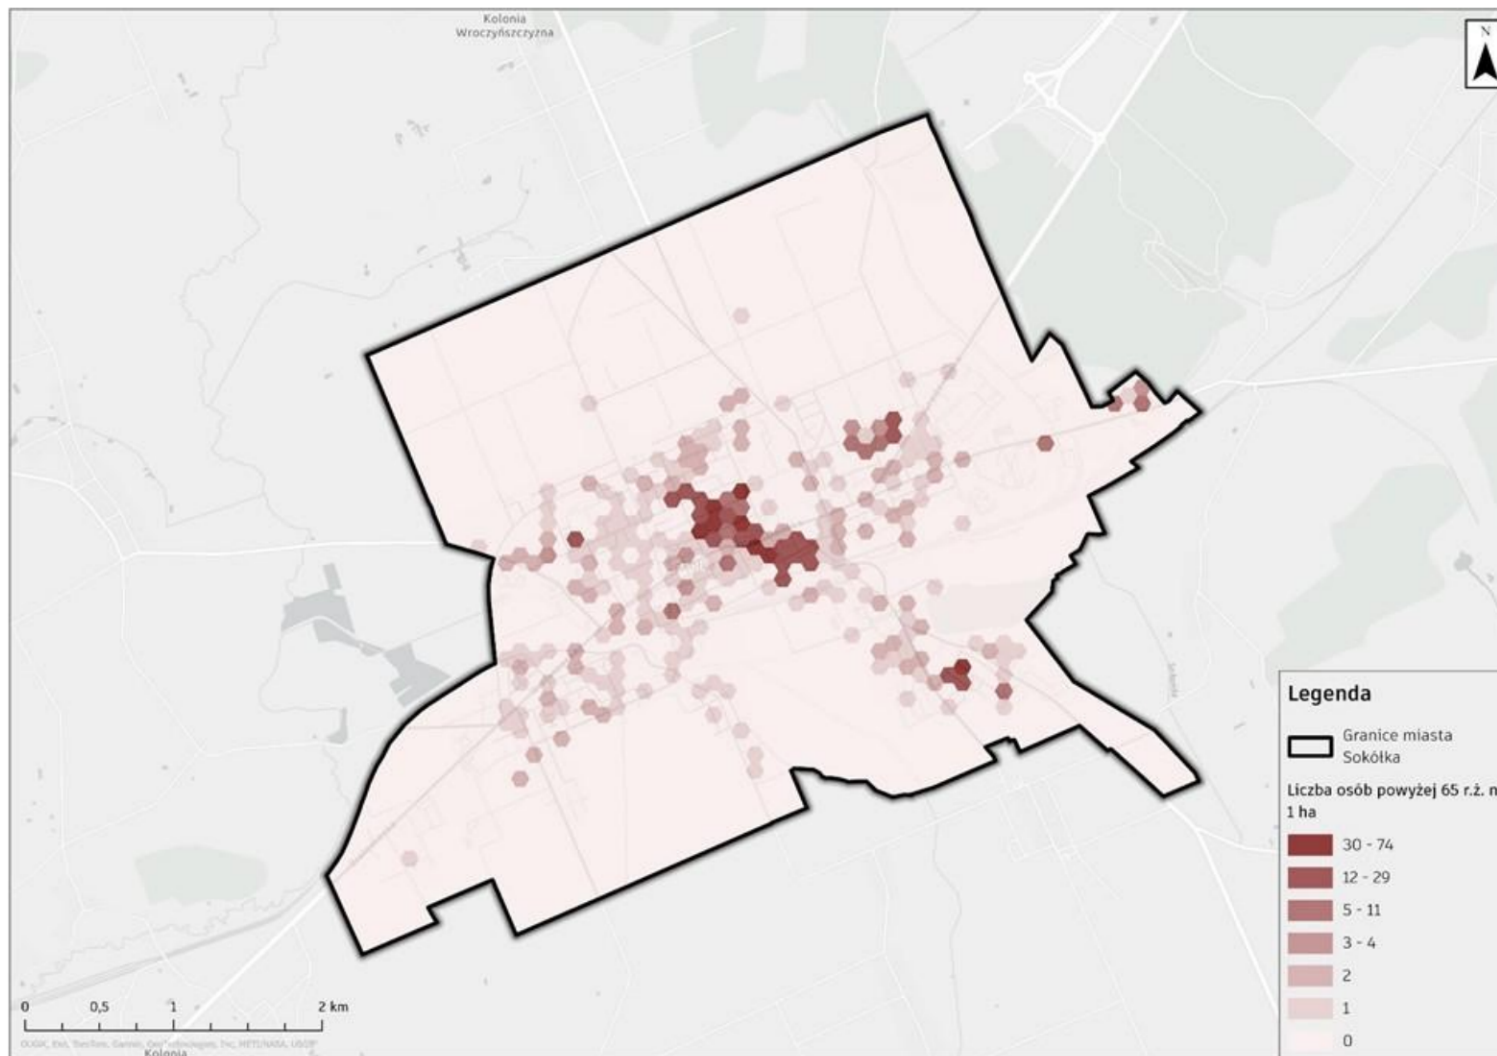 Kolonia
Wroczyńszczyzna
N
Legenda
Granice miasta
Sokółka
Liczba osób powyżej 65 r.ż. n
1 ha
30 - 74
12 - 29
5 - 11
3 - 4
2
1
0
0 0,5 1 2 km
Kolonia